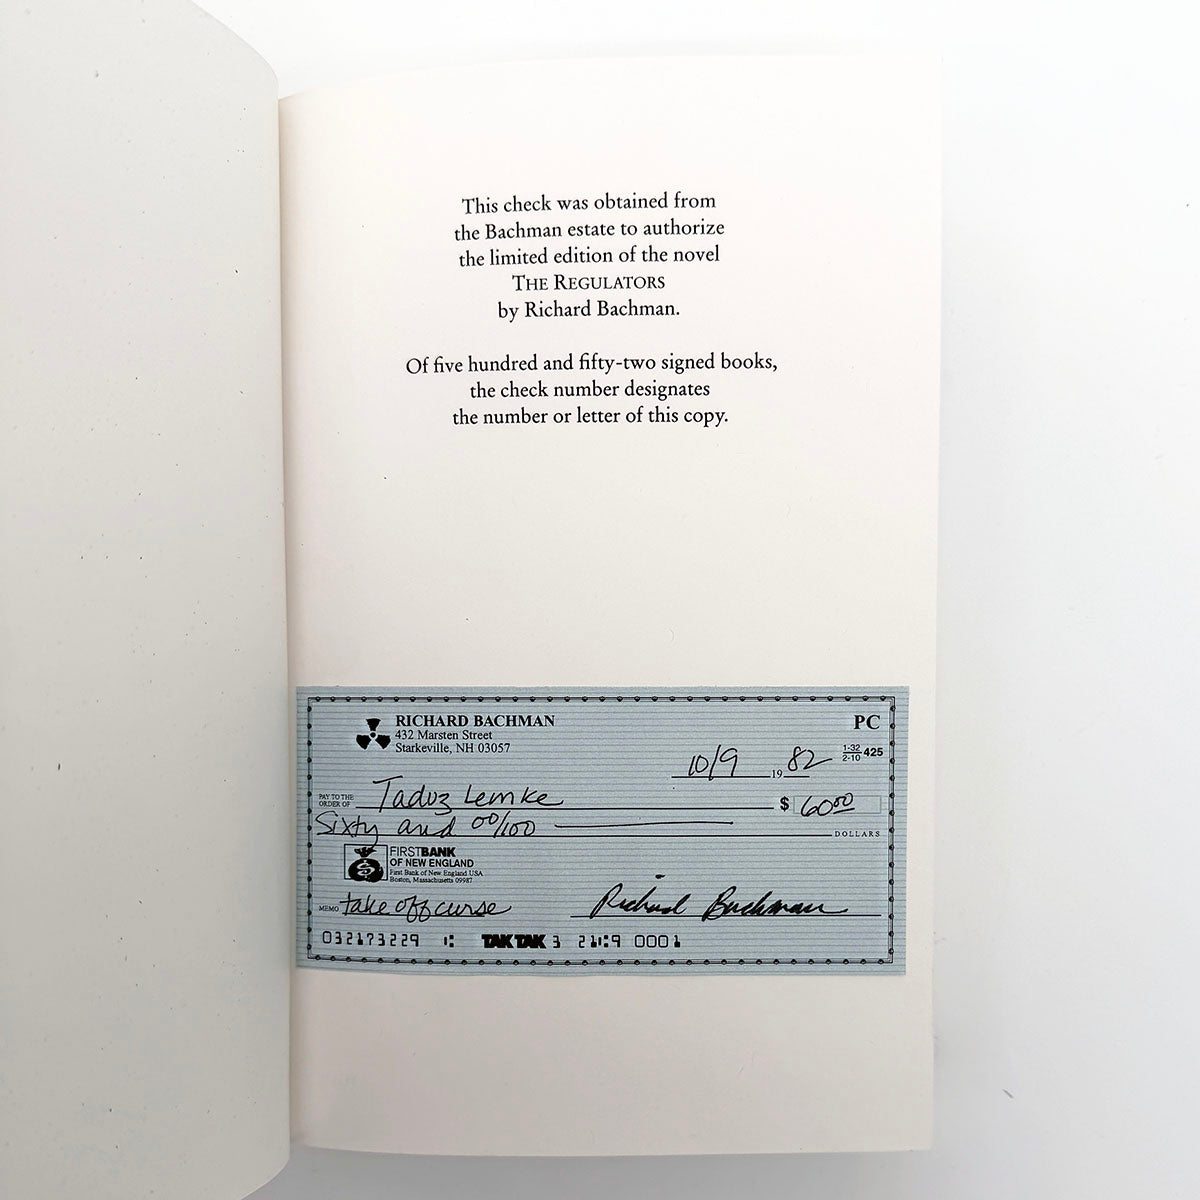 This check was obtained from
the Bachman estate to authorize
the limited edition of the novel
THE REGULATORS
by Richard Bachman.
Of five hundred and fifty-two signed books,
the check number designates
the number or letter of this copy.
RICHARD BACHMAN
432 Marsten Street
Starkeville, NH 03057
PC
1-32
2-10
425
10/9 19 82
PAY TO THE
ORDER OF
Taduz Lemke
$ 60 00
Sixty and 00/100
DOLLARS
FIRSTBANK
OF NEW ENGLAND
First Bank of New England USA
Boston, Massachusetts 09987
MEMO take off curse
Richard Bachman
032173229 ⑆ TAK TAK 3 21⑆9 0001